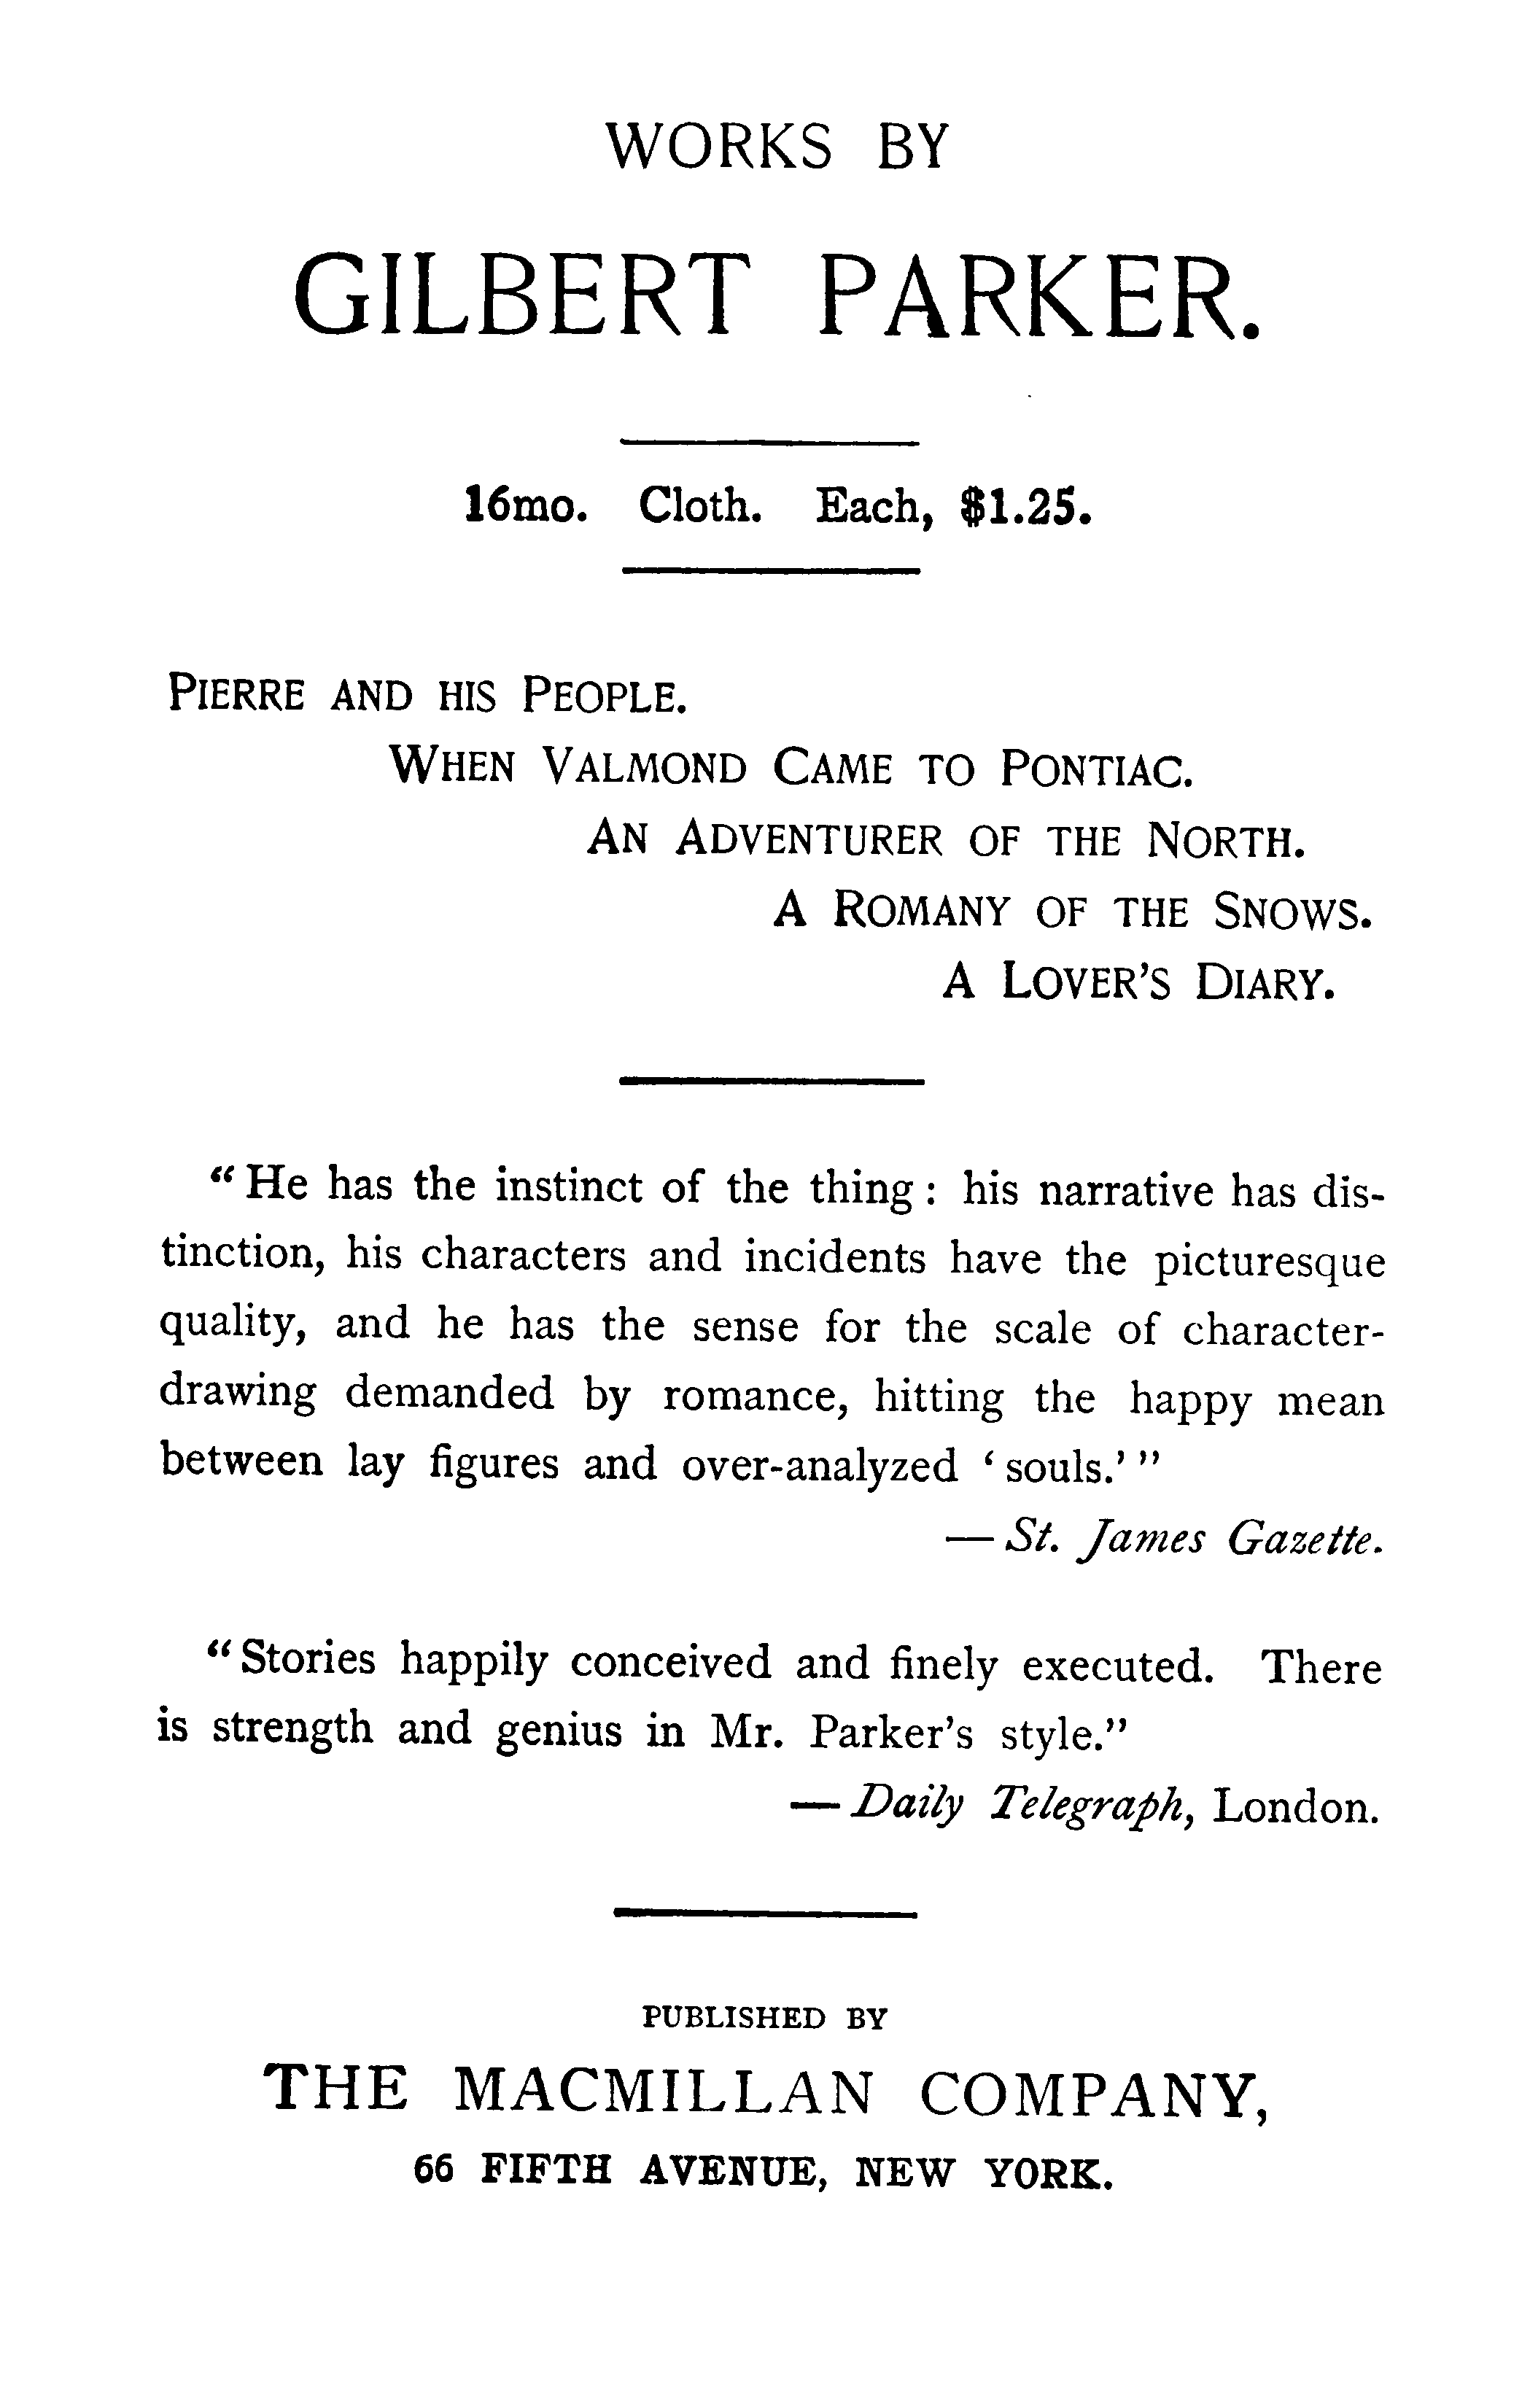 WORKS BY
GILBERT PARKER.
16mo. Cloth. Each, $1.25.
PIERRE AND HIS PEOPLE.
WHEN VALMOND CAME TO PONTIAC.
AN ADVENTURER OF THE NORTH.
A ROMANY OF THE SNOWS.
A LOVER'S DIARY.
"He has the instinct of the thing: his narrative has dis-
tinction, his characters and incidents have the picturesque
quality, and he has the sense for the scale of character-
drawing demanded by romance, hitting the happy mean
between lay figures and over-analyzed 'souls.'"
— St. James Gazette.
"Stories happily conceived and finely executed. There
is strength and genius in Mr. Parker's style."
— Daily Telegraph, London.
PUBLISHED BY
THE MACMILLAN COMPANY,
66 FIFTH AVENUE, NEW YORK.